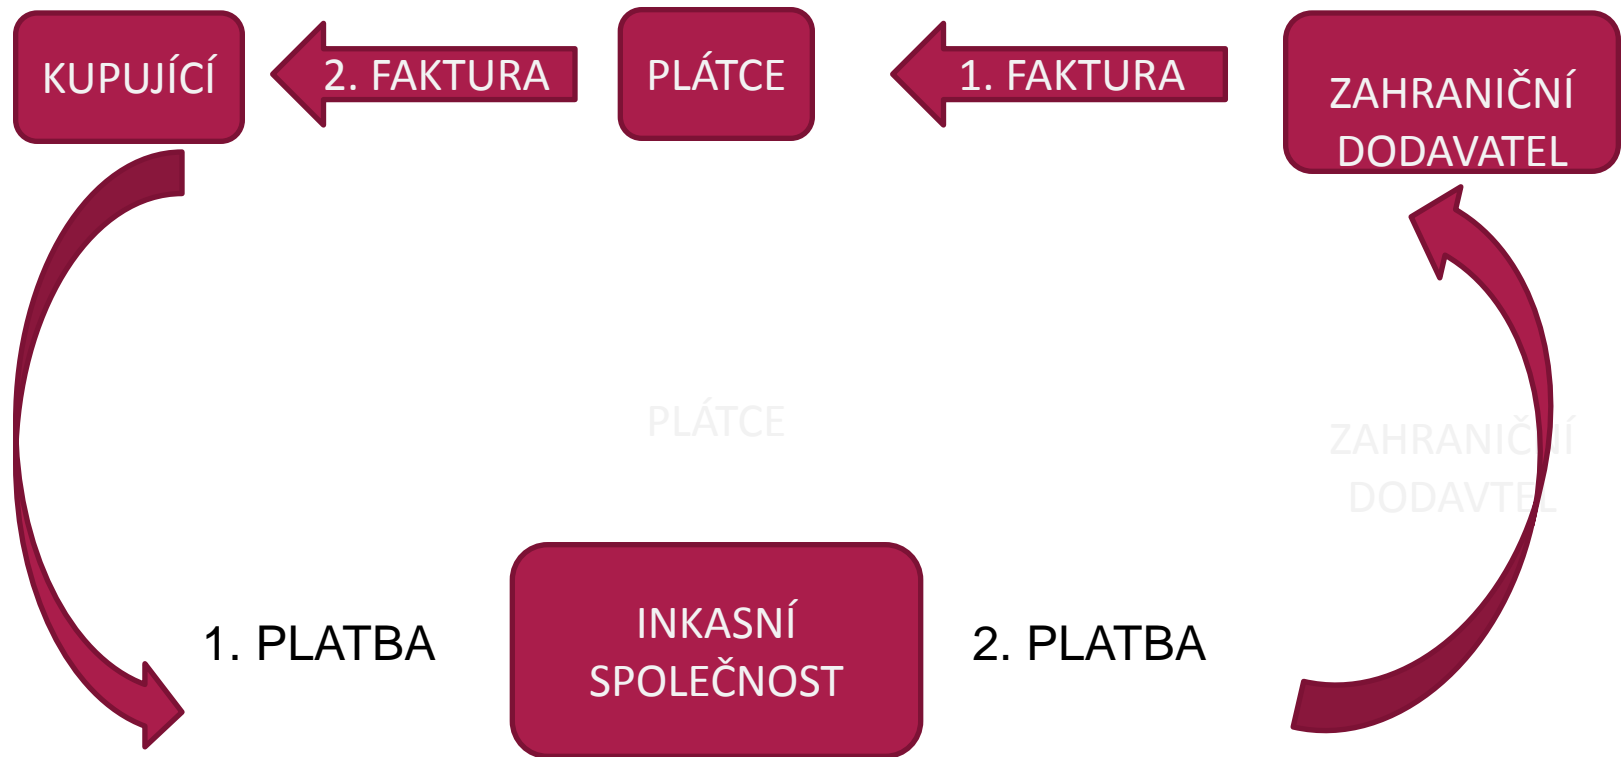 KUPUJÍCÍ
2. FAKTURA
PLÁTCE
1. FAKTURA
ZAHRANIČNÍ
DODAVATEL
PLÁTCE
ZAHRANIČNÍ
DODAVTEL
1. PLATBA
INKASNÍ
SPOLEČNOST
2. PLATBA